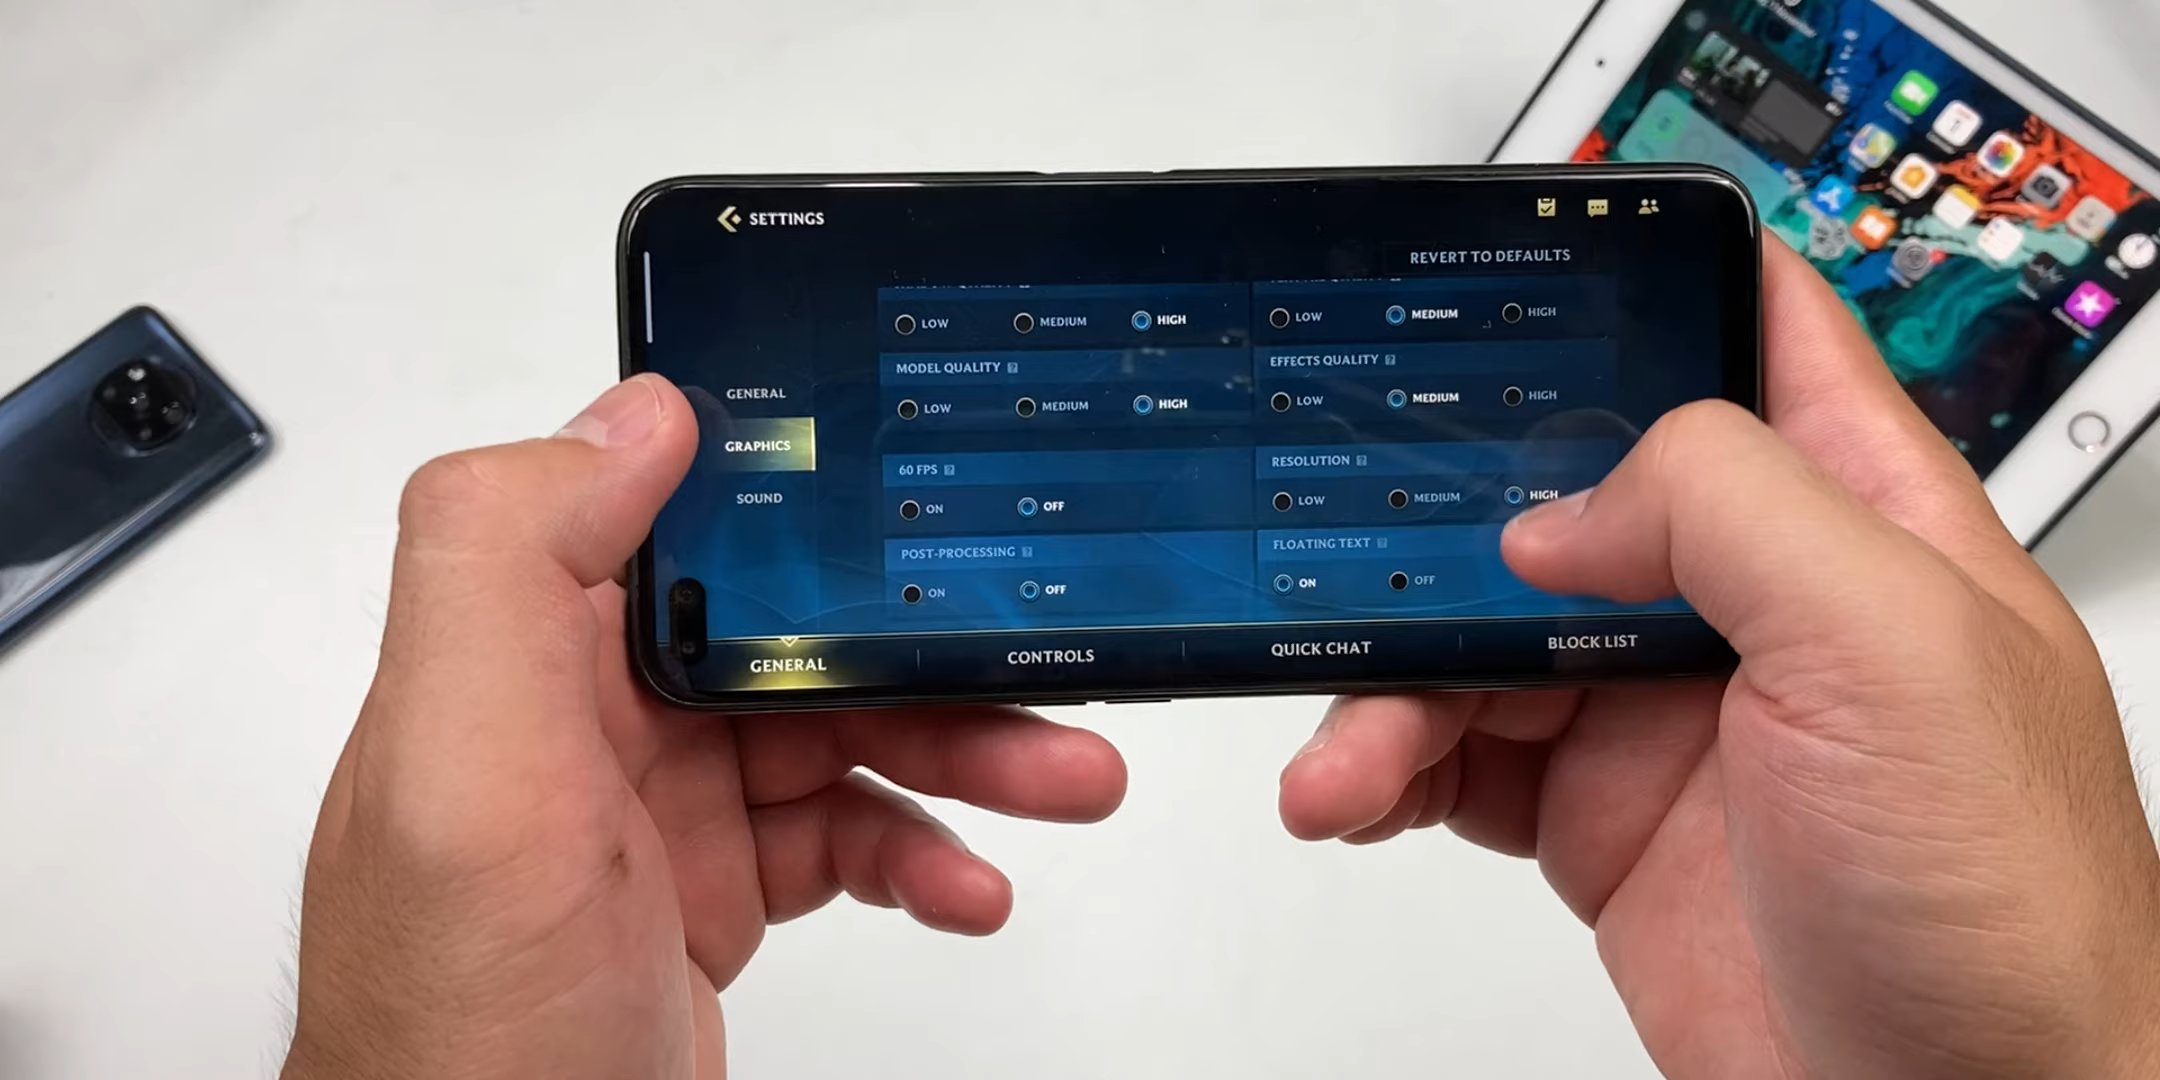 SETTINGS
REVERT TO DEFAULTS
LOW MEDIUM HIGH
LOW MEDIUM HIGH
MODEL QUALITY ?
EFFECTS QUALITY ?
LOW MEDIUM HIGH
LOW MEDIUM HIGH
GENERAL
GRAPHICS
SOUND
60 FPS ?
RESOLUTION ?
ON OFF
LOW MEDIUM HIGH
POST-PROCESSING ?
FLOATING TEXT ?
ON OFF
ON OFF
GENERAL CONTROLS QUICK CHAT BLOCK LIST